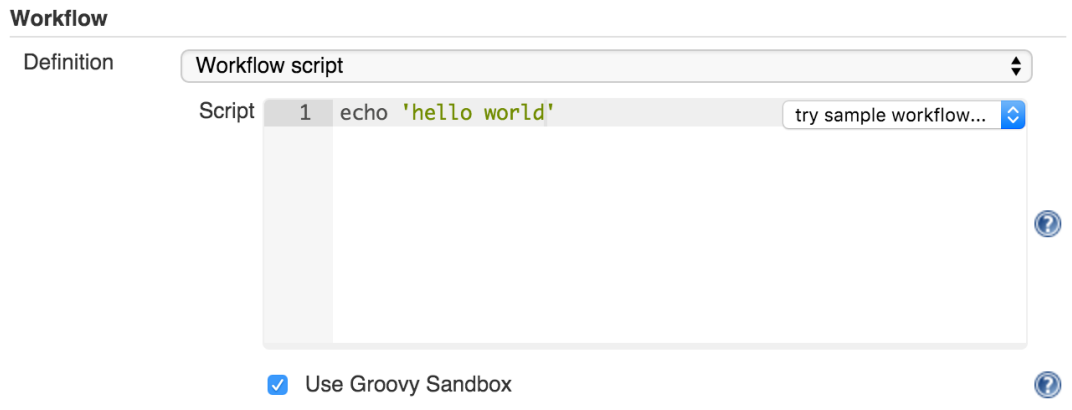 Workflow
Definition
Workflow script
Script
1 echo 'hello world'
try sample workflow...
?
Use Groovy Sandbox
?